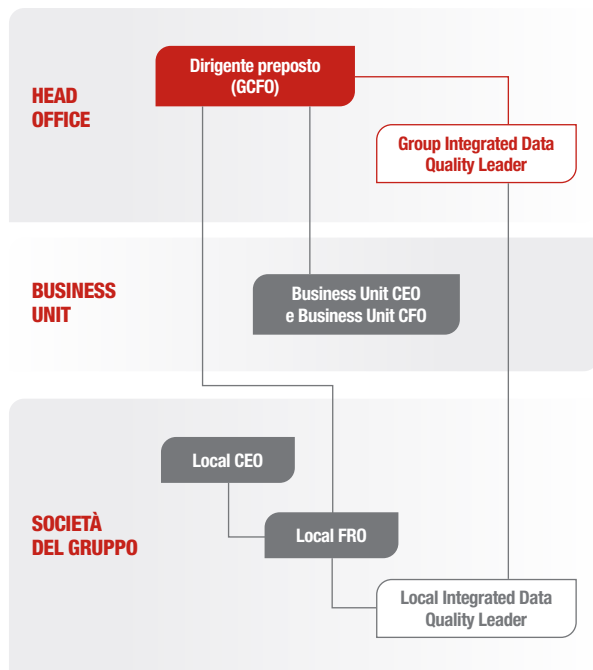 HEAD
OFFICE
Dirigente preposto
(GCFO)
Group Integrated Data
Quality Leader
BUSINESS
UNIT
Business Unit CEO
e Business Unit CFO
SOCIETÀ
DEL GRUPPO
Local CEO
Local FRO
Local Integrated Data
Quality Leader